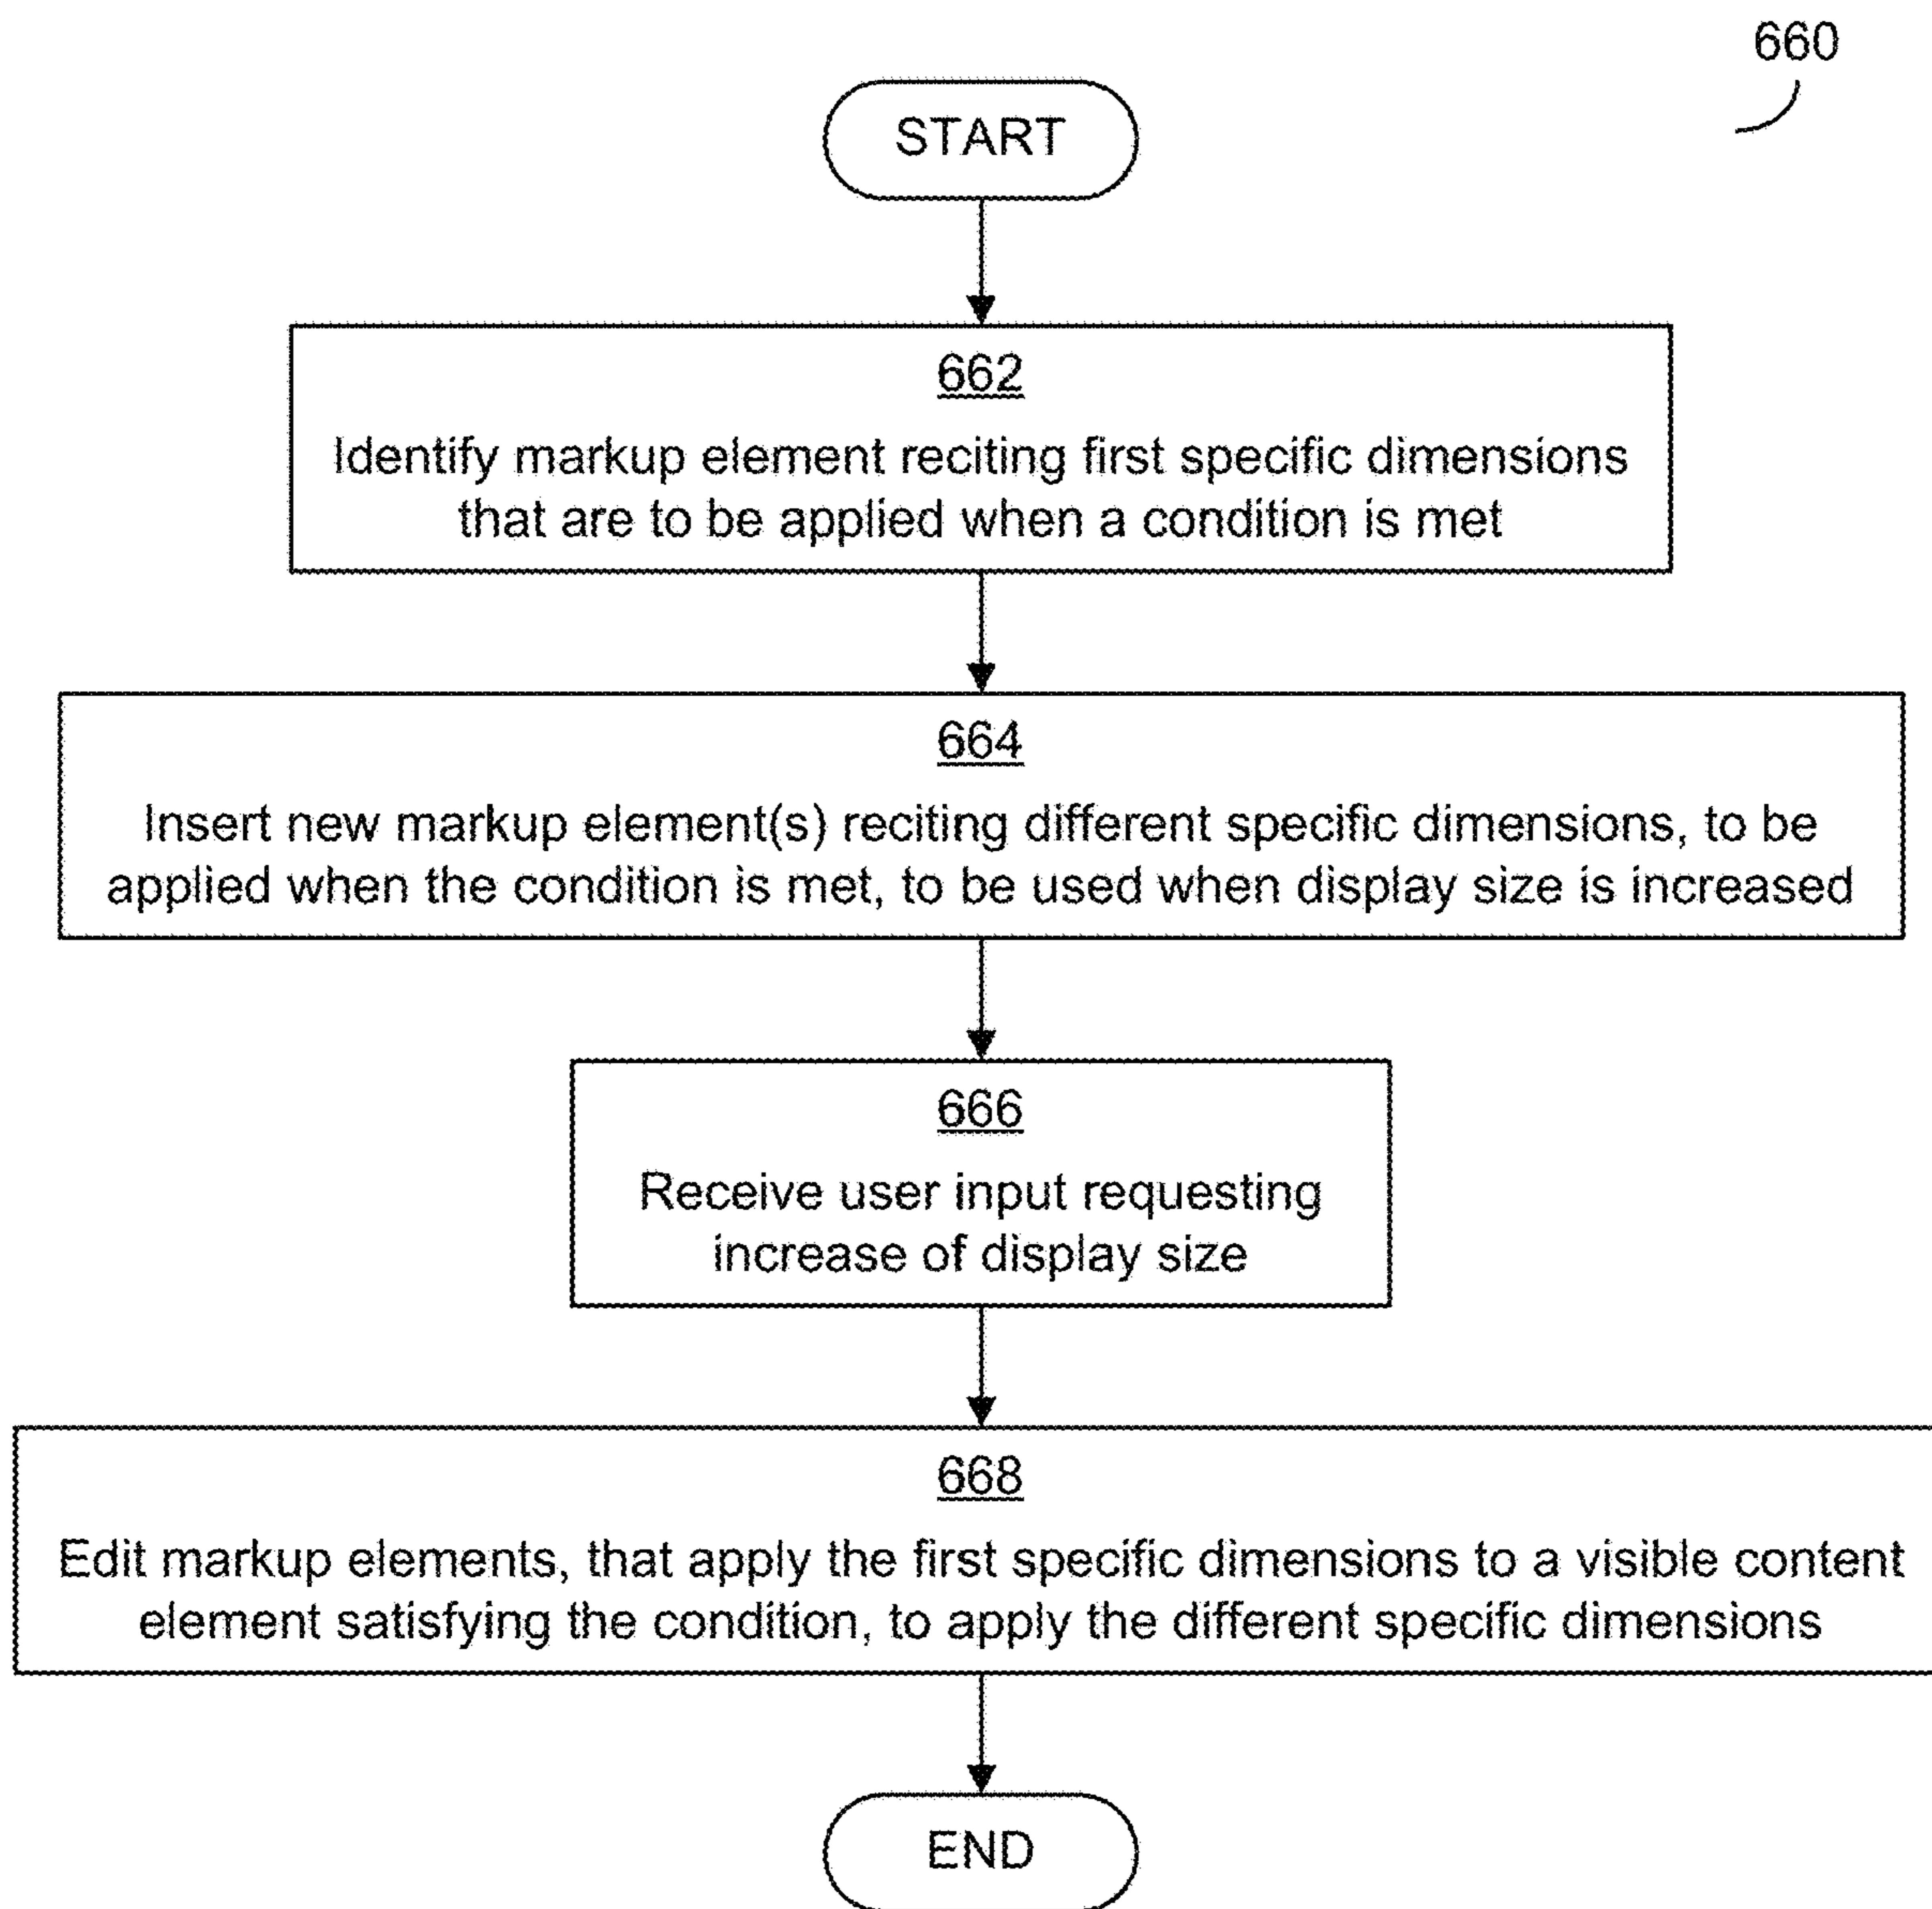 660
START
662
Identify markup element reciting first specific dimensions
that are to be applied when a condition is met
664
Insert new markup element(s) reciting different specific dimensions, to be
applied when the condition is met, to be used when display size is increased
666
Receive user input requesting
increase of display size
668
Edit markup elements, that apply the first specific dimensions to a visible content
element satisfying the condition, to apply the different specific dimensions
END